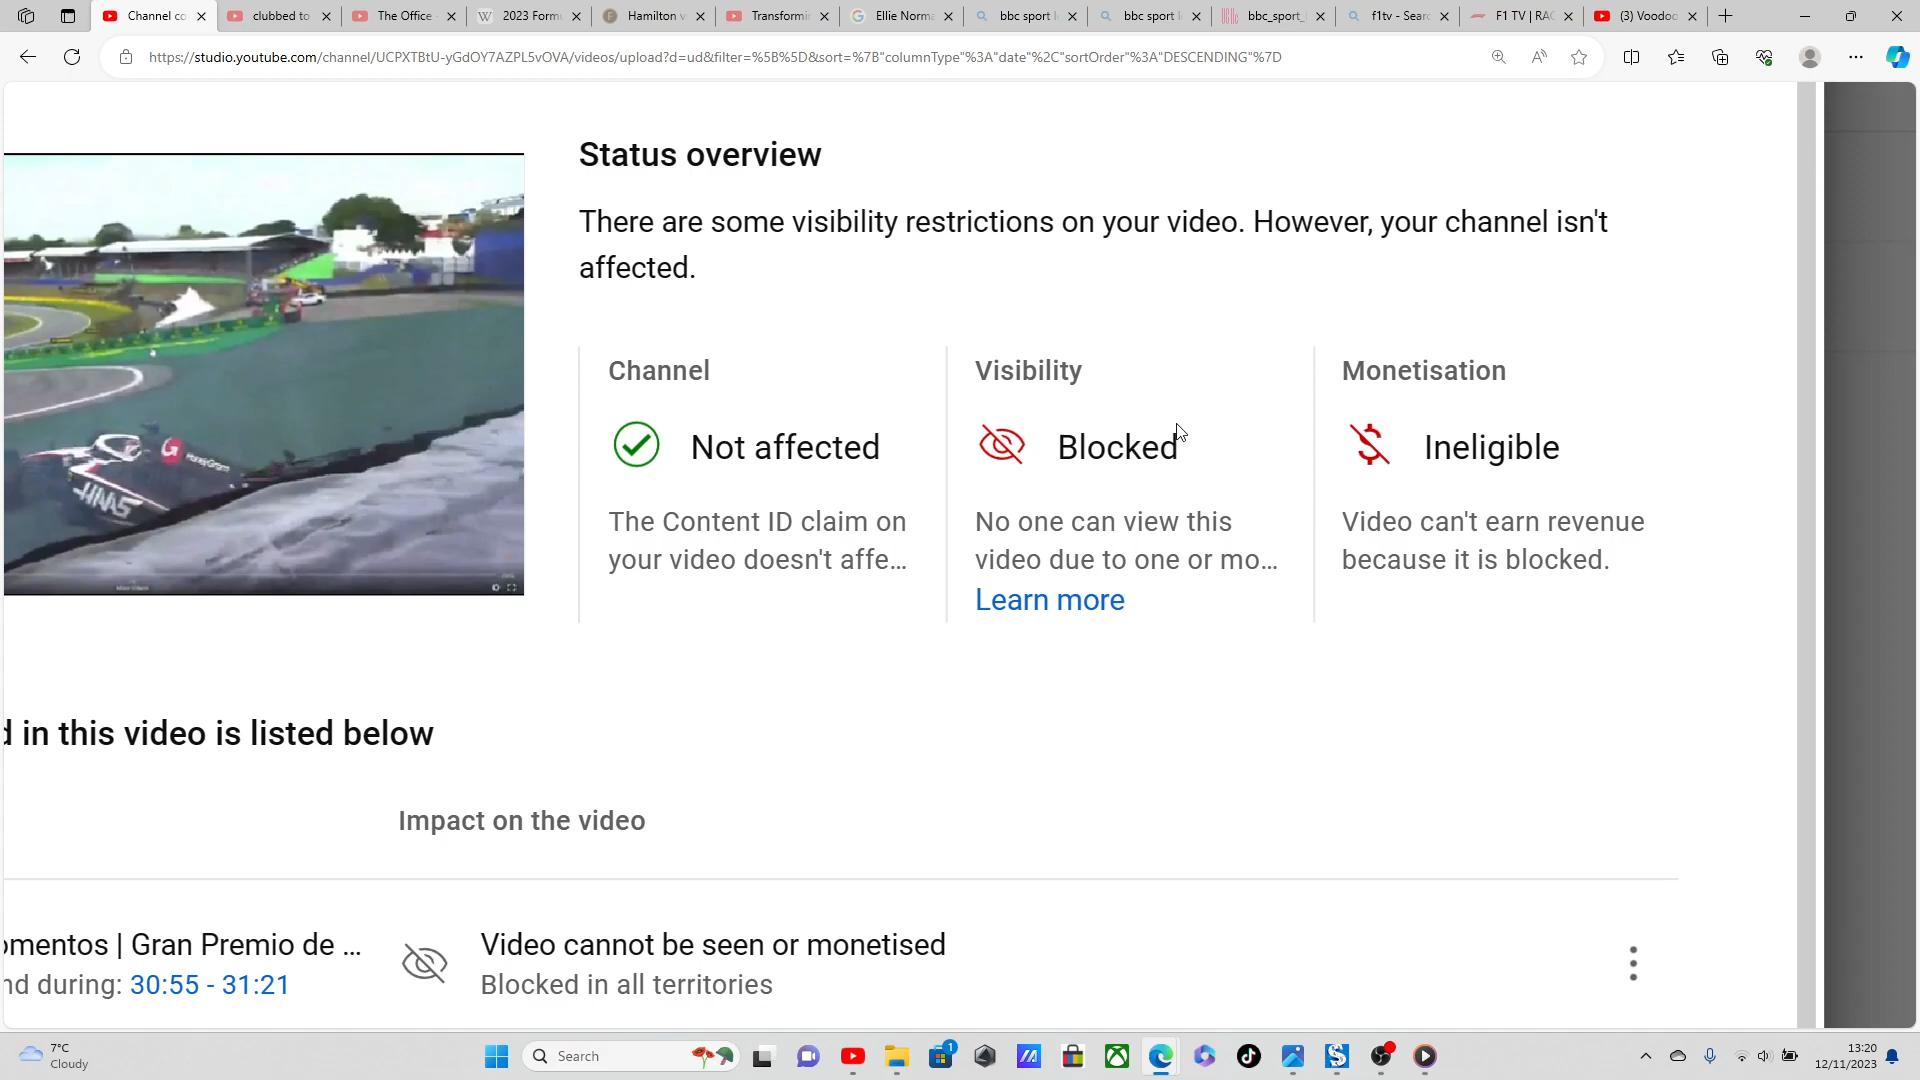 Channel co
clubbed to
The Office
2023 Form
Hamilton v
Transformin
Ellie Norma
bbc sport l
bbc sport l
bbc_sport_
f1tv - Searc
F1 TV | RAC
(3) Voodoo
https://studio.youtube.com/channel/UCPXTBtU-yGdOY7AZPL5vOVA/videos/upload?d=ud&filter=%5B%5D&sort=%7B"columnType"%3A"date"%2C"sortOrder"%3A"DESCENDING"%7D
Status overview
There are some visibility restrictions on your video. However, your channel isn't
affected.
Channel
Not affected
The Content ID claim on
your video doesn't affe...
Visibility
Blocked
No one can view this
video due to one or mo...
Learn more
Monetisation
Ineligible
Video can't earn revenue
because it is blocked.
HAAS
d in this video is listed below
Impact on the video
omentos | Gran Premio de ...
nd during: 30:55 - 31:21
Video cannot be seen or monetised
Blocked in all territories
7°C
Cloudy
Search
1
13:20
12/11/2023